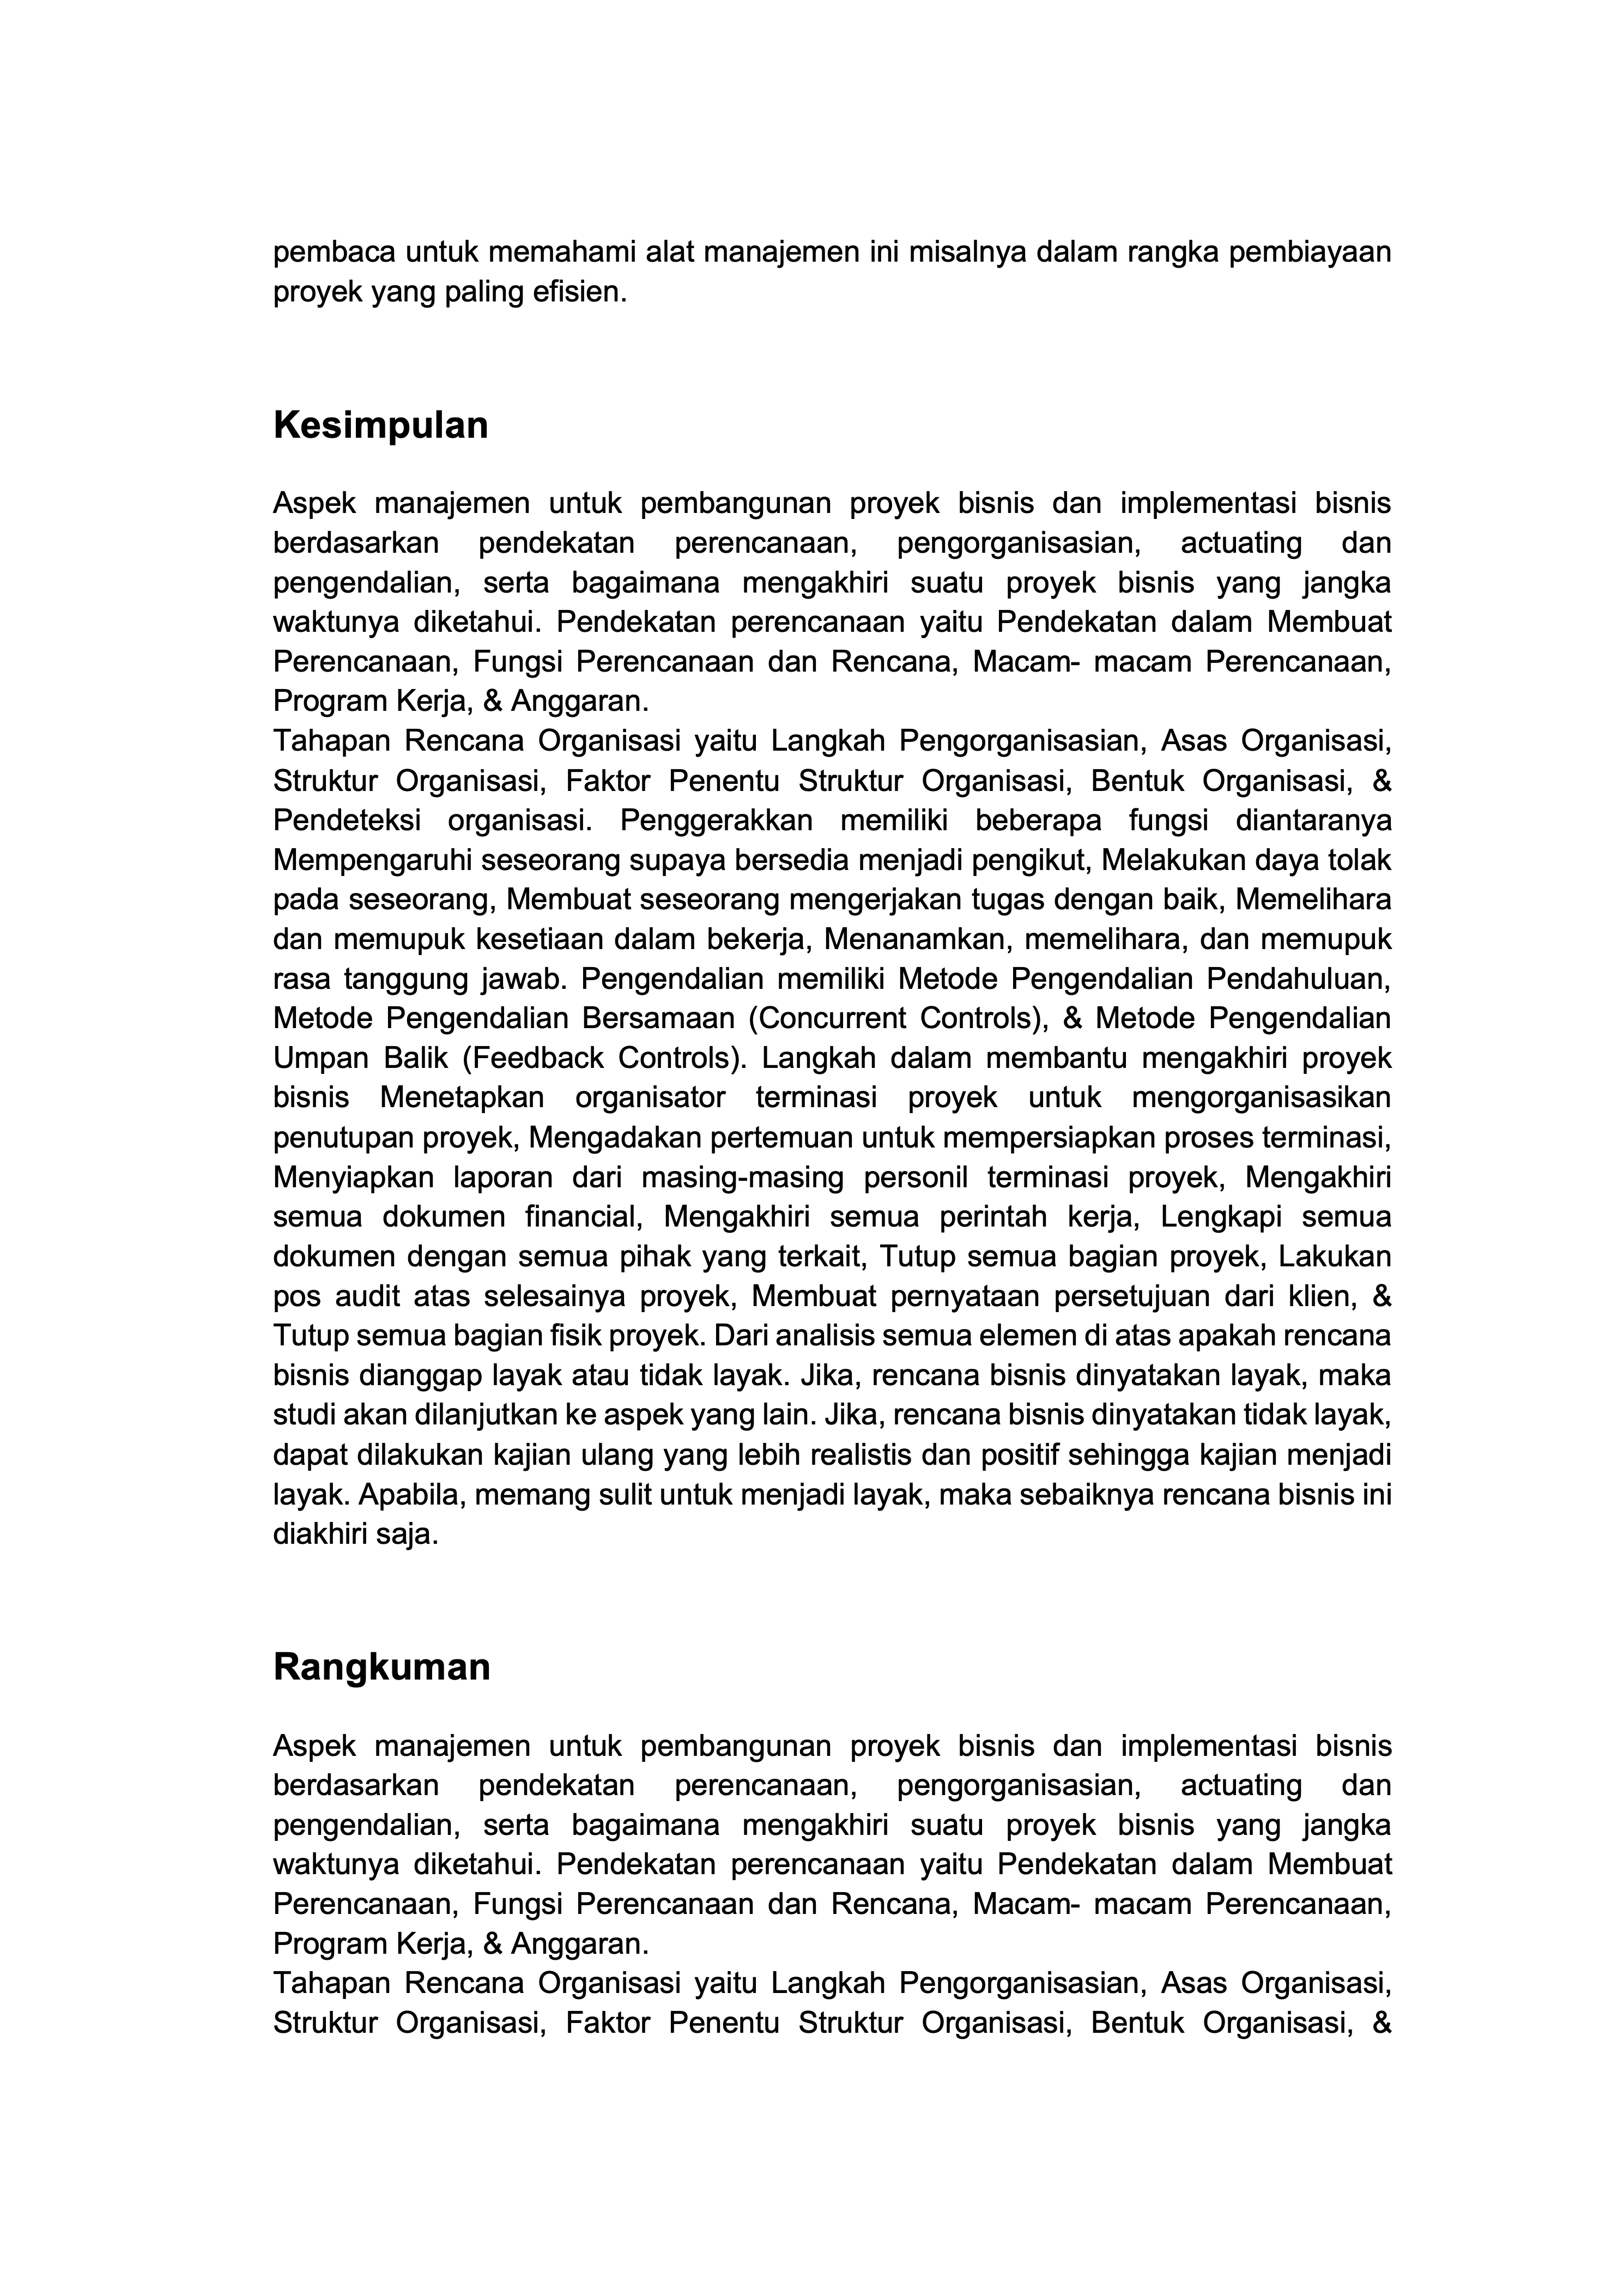 pembaca untuk memahami alat manajemen ini misalnya dalam rangka pembiayaan
proyek yang paling efisien.
Kesimpulan
Aspek manajemen untuk pembangunan proyek bisnis dan implementasi bisnis
berdasarkan pendekatan perencanaan, pengorganisasian, actuating dan
pengendalian, serta bagaimana mengakhiri suatu proyek bisnis yang jangka
waktunya diketahui. Pendekatan perencanaan yaitu Pendekatan dalam Membuat
Perencanaan, Fungsi Perencanaan dan Rencana, Macam- macam Perencanaan,
Program Kerja, & Anggaran.
Tahapan Rencana Organisasi yaitu Langkah Pengorganisasian, Asas Organisasi,
Struktur Organisasi, Faktor Penentu Struktur Organisasi, Bentuk Organisasi, &
Pendeteksi organisasi. Penggerakkan memiliki beberapa fungsi diantaranya
Mempengaruhi seseorang supaya bersedia menjadi pengikut, Melakukan daya tolak
pada seseorang, Membuat seseorang mengerjakan tugas dengan baik, Memelihara
dan memupuk kesetiaan dalam bekerja, Menanamkan, memelihara, dan memupuk
rasa tanggung jawab. Pengendalian memiliki Metode Pengendalian Pendahuluan,
Metode Pengendalian Bersamaan (Concurrent Controls), & Metode Pengendalian
Umpan Balik (Feedback Controls). Langkah dalam membantu mengakhiri proyek
bisnis Menetapkan organisator terminasi proyek untuk mengorganisasikan
penutupan proyek, Mengadakan pertemuan untuk mempersiapkan proses terminasi,
Menyiapkan laporan dari masing-masing personil terminasi proyek, Mengakhiri
semua dokumen financial, Mengakhiri semua perintah kerja, Lengkapi semua
dokumen dengan semua pihak yang terkait, Tutup semua bagian proyek, Lakukan
pos audit atas selesainya proyek, Membuat pernyataan persetujuan dari klien, &
Tutup semua bagian fisik proyek. Dari analisis semua elemen di atas apakah rencana
bisnis dianggap layak atau tidak layak. Jika, rencana bisnis dinyatakan layak, maka
studi akan dilanjutkan ke aspek yang lain. Jika, rencana bisnis dinyatakan tidak layak,
dapat dilakukan kajian ulang yang lebih realistis dan positif sehingga kajian menjadi
layak. Apabila, memang sulit untuk menjadi layak, maka sebaiknya rencana bisnis ini
diakhiri saja.
Rangkuman
Aspek manajemen untuk pembangunan proyek bisnis dan implementasi bisnis
berdasarkan pendekatan perencanaan, pengorganisasian, actuating dan
pengendalian, serta bagaimana mengakhiri suatu proyek bisnis yang jangka
waktunya diketahui. Pendekatan perencanaan yaitu Pendekatan dalam Membuat
Perencanaan, Fungsi Perencanaan dan Rencana, Macam- macam Perencanaan,
Program Kerja, & Anggaran.
Tahapan Rencana Organisasi yaitu Langkah Pengorganisasian, Asas Organisasi,
Struktur Organisasi, Faktor Penentu Struktur Organisasi, Bentuk Organisasi, &